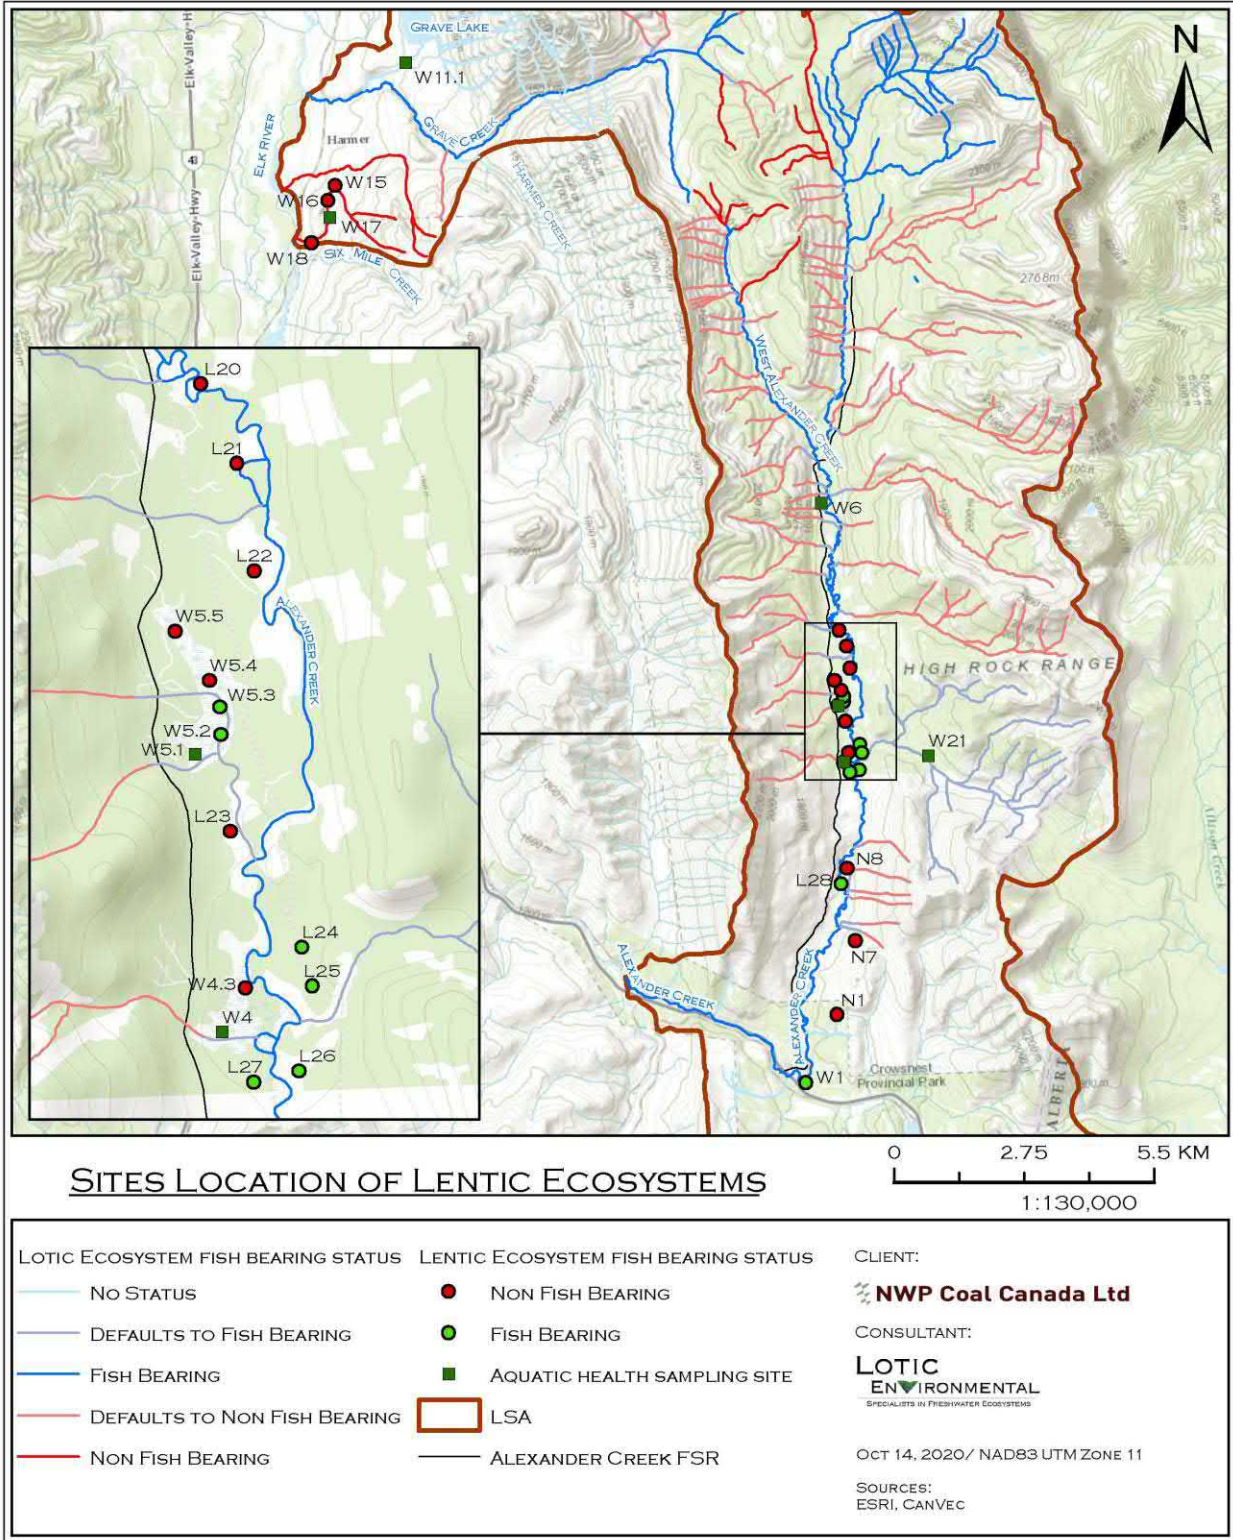 GRAVE LAKE
N
W11.1
Elk-Valley-H
GRAVE CREEK
ELK RIVER
Harmer
43
HARMER CREEK
W15
W16
W17
W18
SIX MILE CREEK
Elk-Valley-Hwy
2768m
WEST ALEXANDER CREEK
L20
L21
W6
L22
ALEXANDER CREEK
W5.5
W5.4
W5.3
W5.2
W5.1
HIGH ROCK RANGE
W21
L23
N8
L28
L24
L25
N7
W4.3
W4
ALEXANDER CREEK
ALEXANDER CREEK
N1
L26
L27
W1
Crowsnest
Provincial Park
ALBERTA
Allison Creek
SITES LOCATION OF LENTIC ECOSYSTEMS
0 2.75 5.5 KM
1:130,000
LOTIC ECOSYSTEM FISH BEARING STATUS
NO STATUS
DEFAULTS TO FISH BEARING
FISH BEARING
DEFAULTS TO NON FISH BEARING
NON FISH BEARING
LENTIC ECOSYSTEM FISH BEARING STATUS
NON FISH BEARING
FISH BEARING
AQUATIC HEALTH SAMPLING SITE
LSA
ALEXANDER CREEK FSR
CLIENT:
NWP Coal Canada Ltd
CONSULTANT:
LOTIC
ENVIRONMENTAL
SPECIALISTS IN FRESHWATER ECOSYSTEMS
OCT 14, 2020/ NAD83 UTM ZONE 11
SOURCES:
ESRI, CANVEC